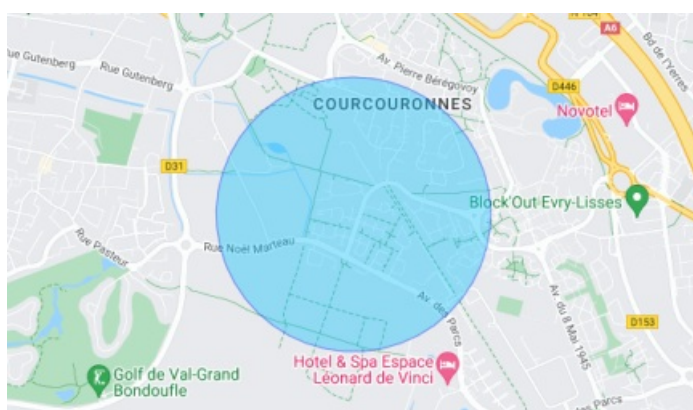 N 104
A6
Rue Gutenberg
Rue Gutenberg
Av. Pierre Bérégovoy
Bd de l'Yerres
D446
COURCOURONNES
Novotel
D31
Block'Out Evry-Lisses
Rue Pasteur
Rue Noël Marteau
Av. des Parcs
Av. du 8 Mai 1945
D153
Hotel & Spa Espace
Léonard de Vinci
Golf de Val-Grand
Bondoufle
es Parcs